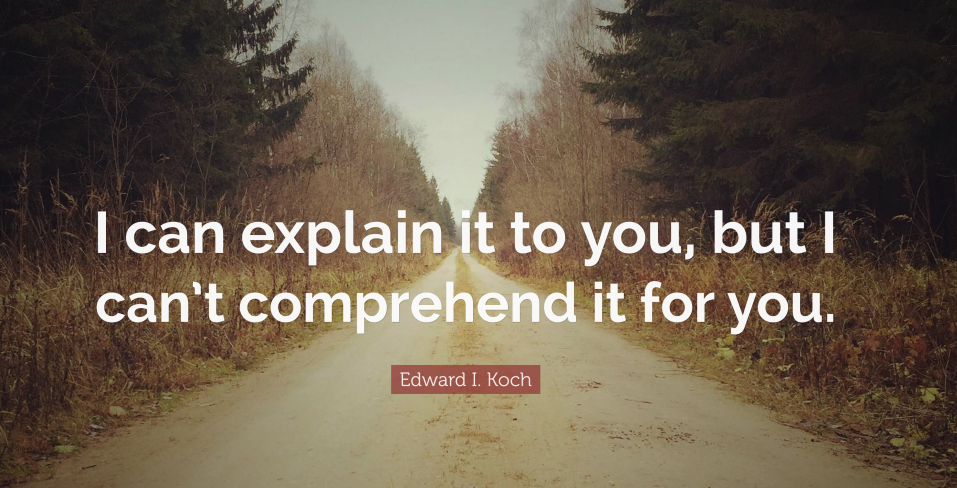 I can explain it to you, but I
can’t comprehend it for you.
Edward I. Koch